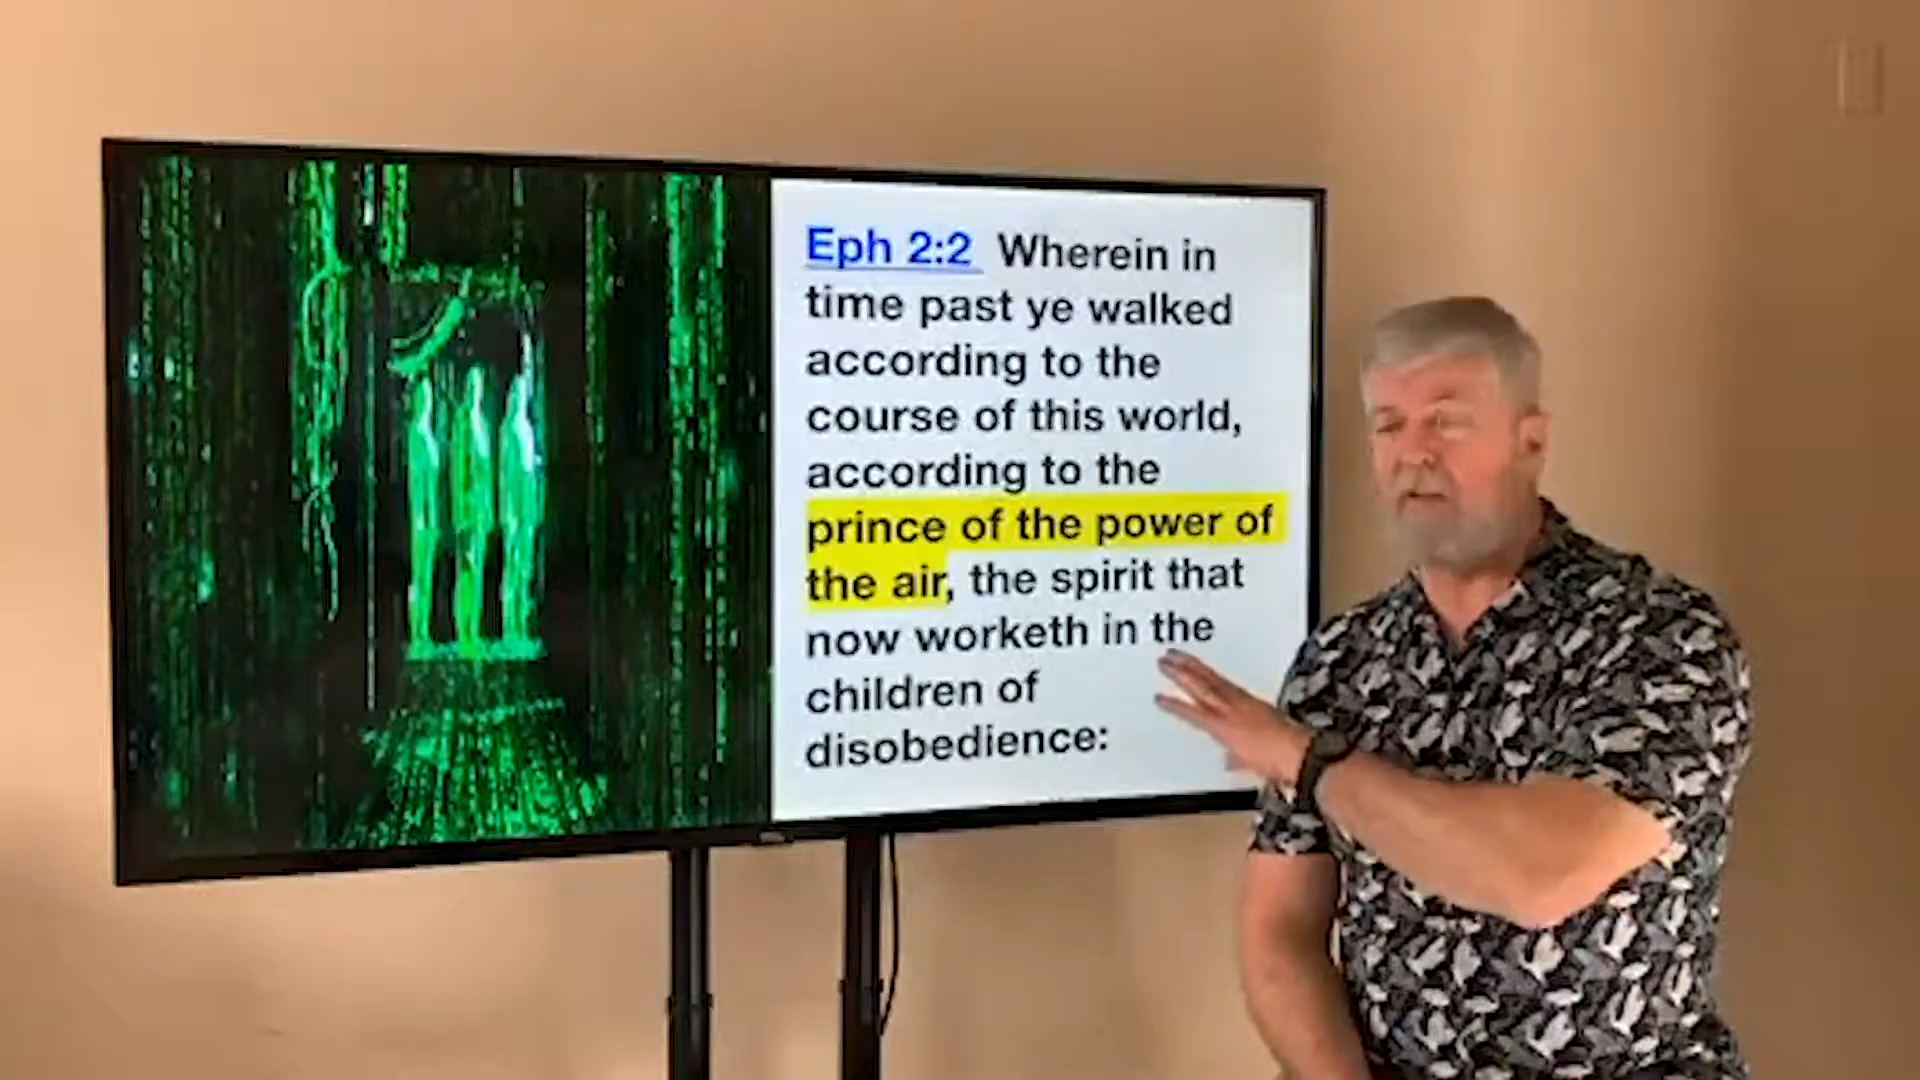 Eph 2:2 Wherein in
time past ye walked
according to the
course of this world,
according to the
prince of the power of
the air, the spirit that
now worketh in the
children of
disobedience: